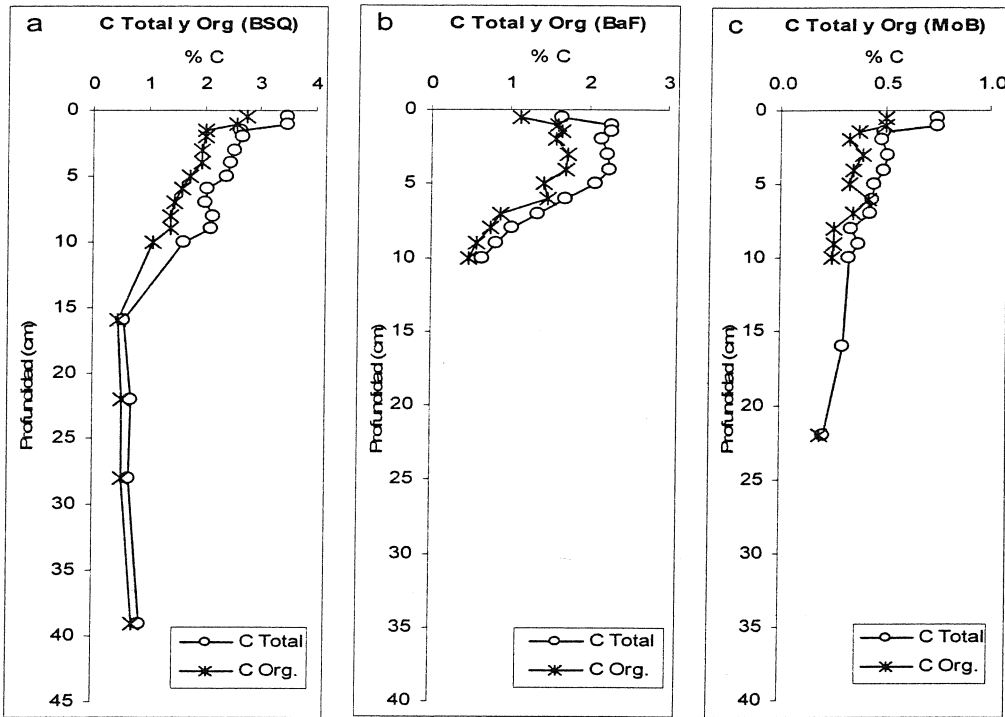 a
C Total y Org (BSQ)
% C
0 1 2 3 4
0
5
10
15
20
25
30
35
40
45
Profundidad (cm)
C Total
C Org.
b
C Total y Org (BaF)
% C
0 1 2 3
0
5
10
15
20
25
30
35
40
Profundidad (cm)
C Total
C Org.
c
C Total y Org (MoB)
% C
0.0 0.5 1.0
0
5
10
15
20
25
30
35
40
Profundidad (cm)
C Total
C Org.